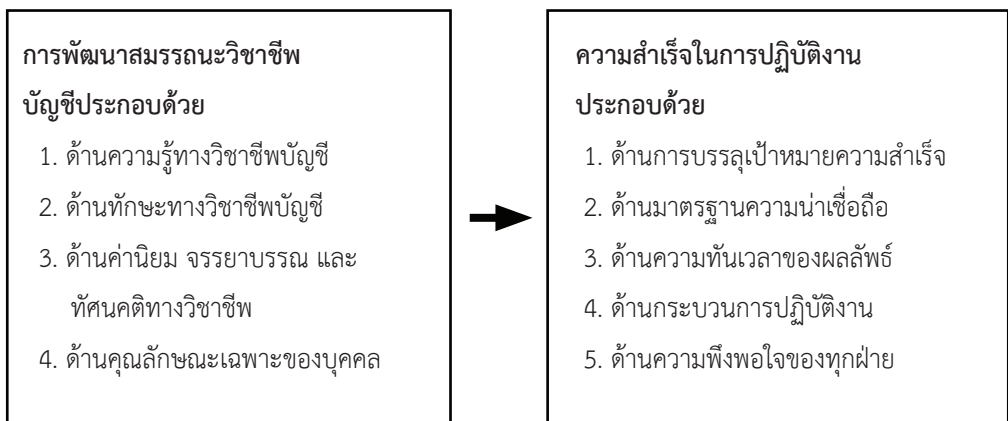 การพัฒนาสมรรถนะวิชาชีพ
บัญชีประกอบด้วย
1. ด้านความรู้ทางวิชาชีพบัญชี
2. ด้านทักษะทางวิชาชีพบัญชี
3. ด้านค่านิยม จรรยาบรรณ และ
ทัศนคติทางวิชาชีพ
4. ด้านคุณลักษณะเฉพาะของบุคคล
ความสำเร็จในการปฏิบัติงาน
ประกอบด้วย
1. ด้านการบรรลุเป้าหมายความสำเร็จ
2. ด้านมาตรฐานความน่าเชื่อถือ
3. ด้านความทันเวลาของผลลัพธ์
4. ด้านกระบวนการปฏิบัติงาน
5. ด้านความพึงพอใจของทุกฝ่าย